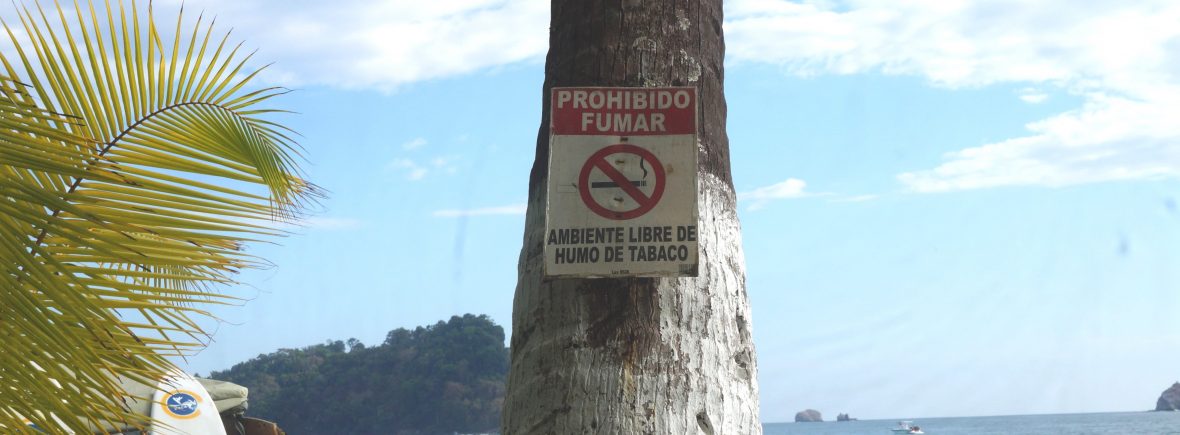 PROHIBIDO
FUMAR
AMBIENTE LIBRE DE
HUMO DE TABACO